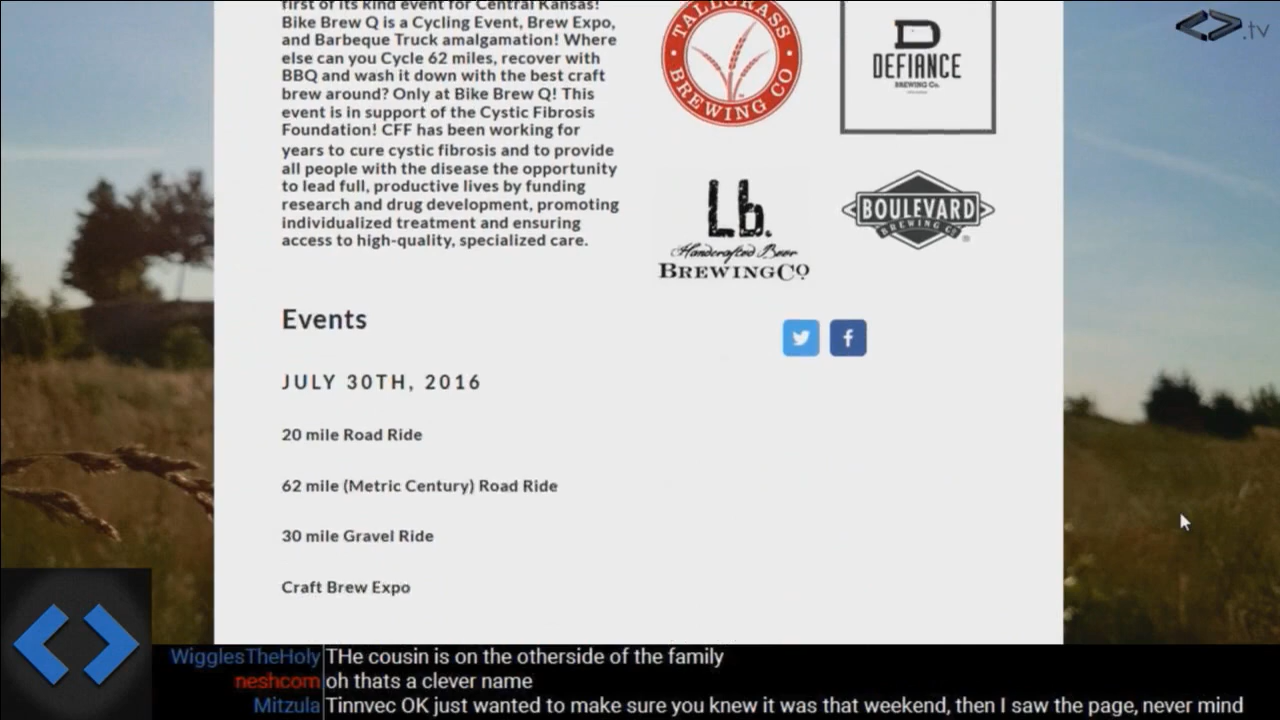 first of its kind event for Central Kansas!
Bike Brew Q is a Cycling Event, Brew Expo,
and Barbeque Truck amalgamation! Where
else can you Cycle 62 miles, recover with
BBQ and wash it down with the best craft
brew around? Only at Bike Brew Q! This
event is in support of the Cystic Fibrosis
Foundation! CFF has been working for
years to cure cystic fibrosis and to provide
all people with the disease the opportunity
to lead full, productive lives by funding
research and drug development, promoting
individualized treatment and ensuring
access to high-quality, specialized care.
TALLGRASS
BREWING CO
D
DEFIANCE
BREWING Co.
Lb.
Handcrafted Beer
BREWINGCO
BOULEVARD
BREWING CO
Events
JULY 30TH, 2016
20 mile Road Ride
62 mile (Metric Century) Road Ride
30 mile Gravel Ride
Craft Brew Expo
<>.tv
WigglesTheHoly THe cousin is on the otherside of the family
neshcom oh thats a clever name
Mitzula Tinnvec OK just wanted to make sure you knew it was that weekend, then I saw the page, never mind